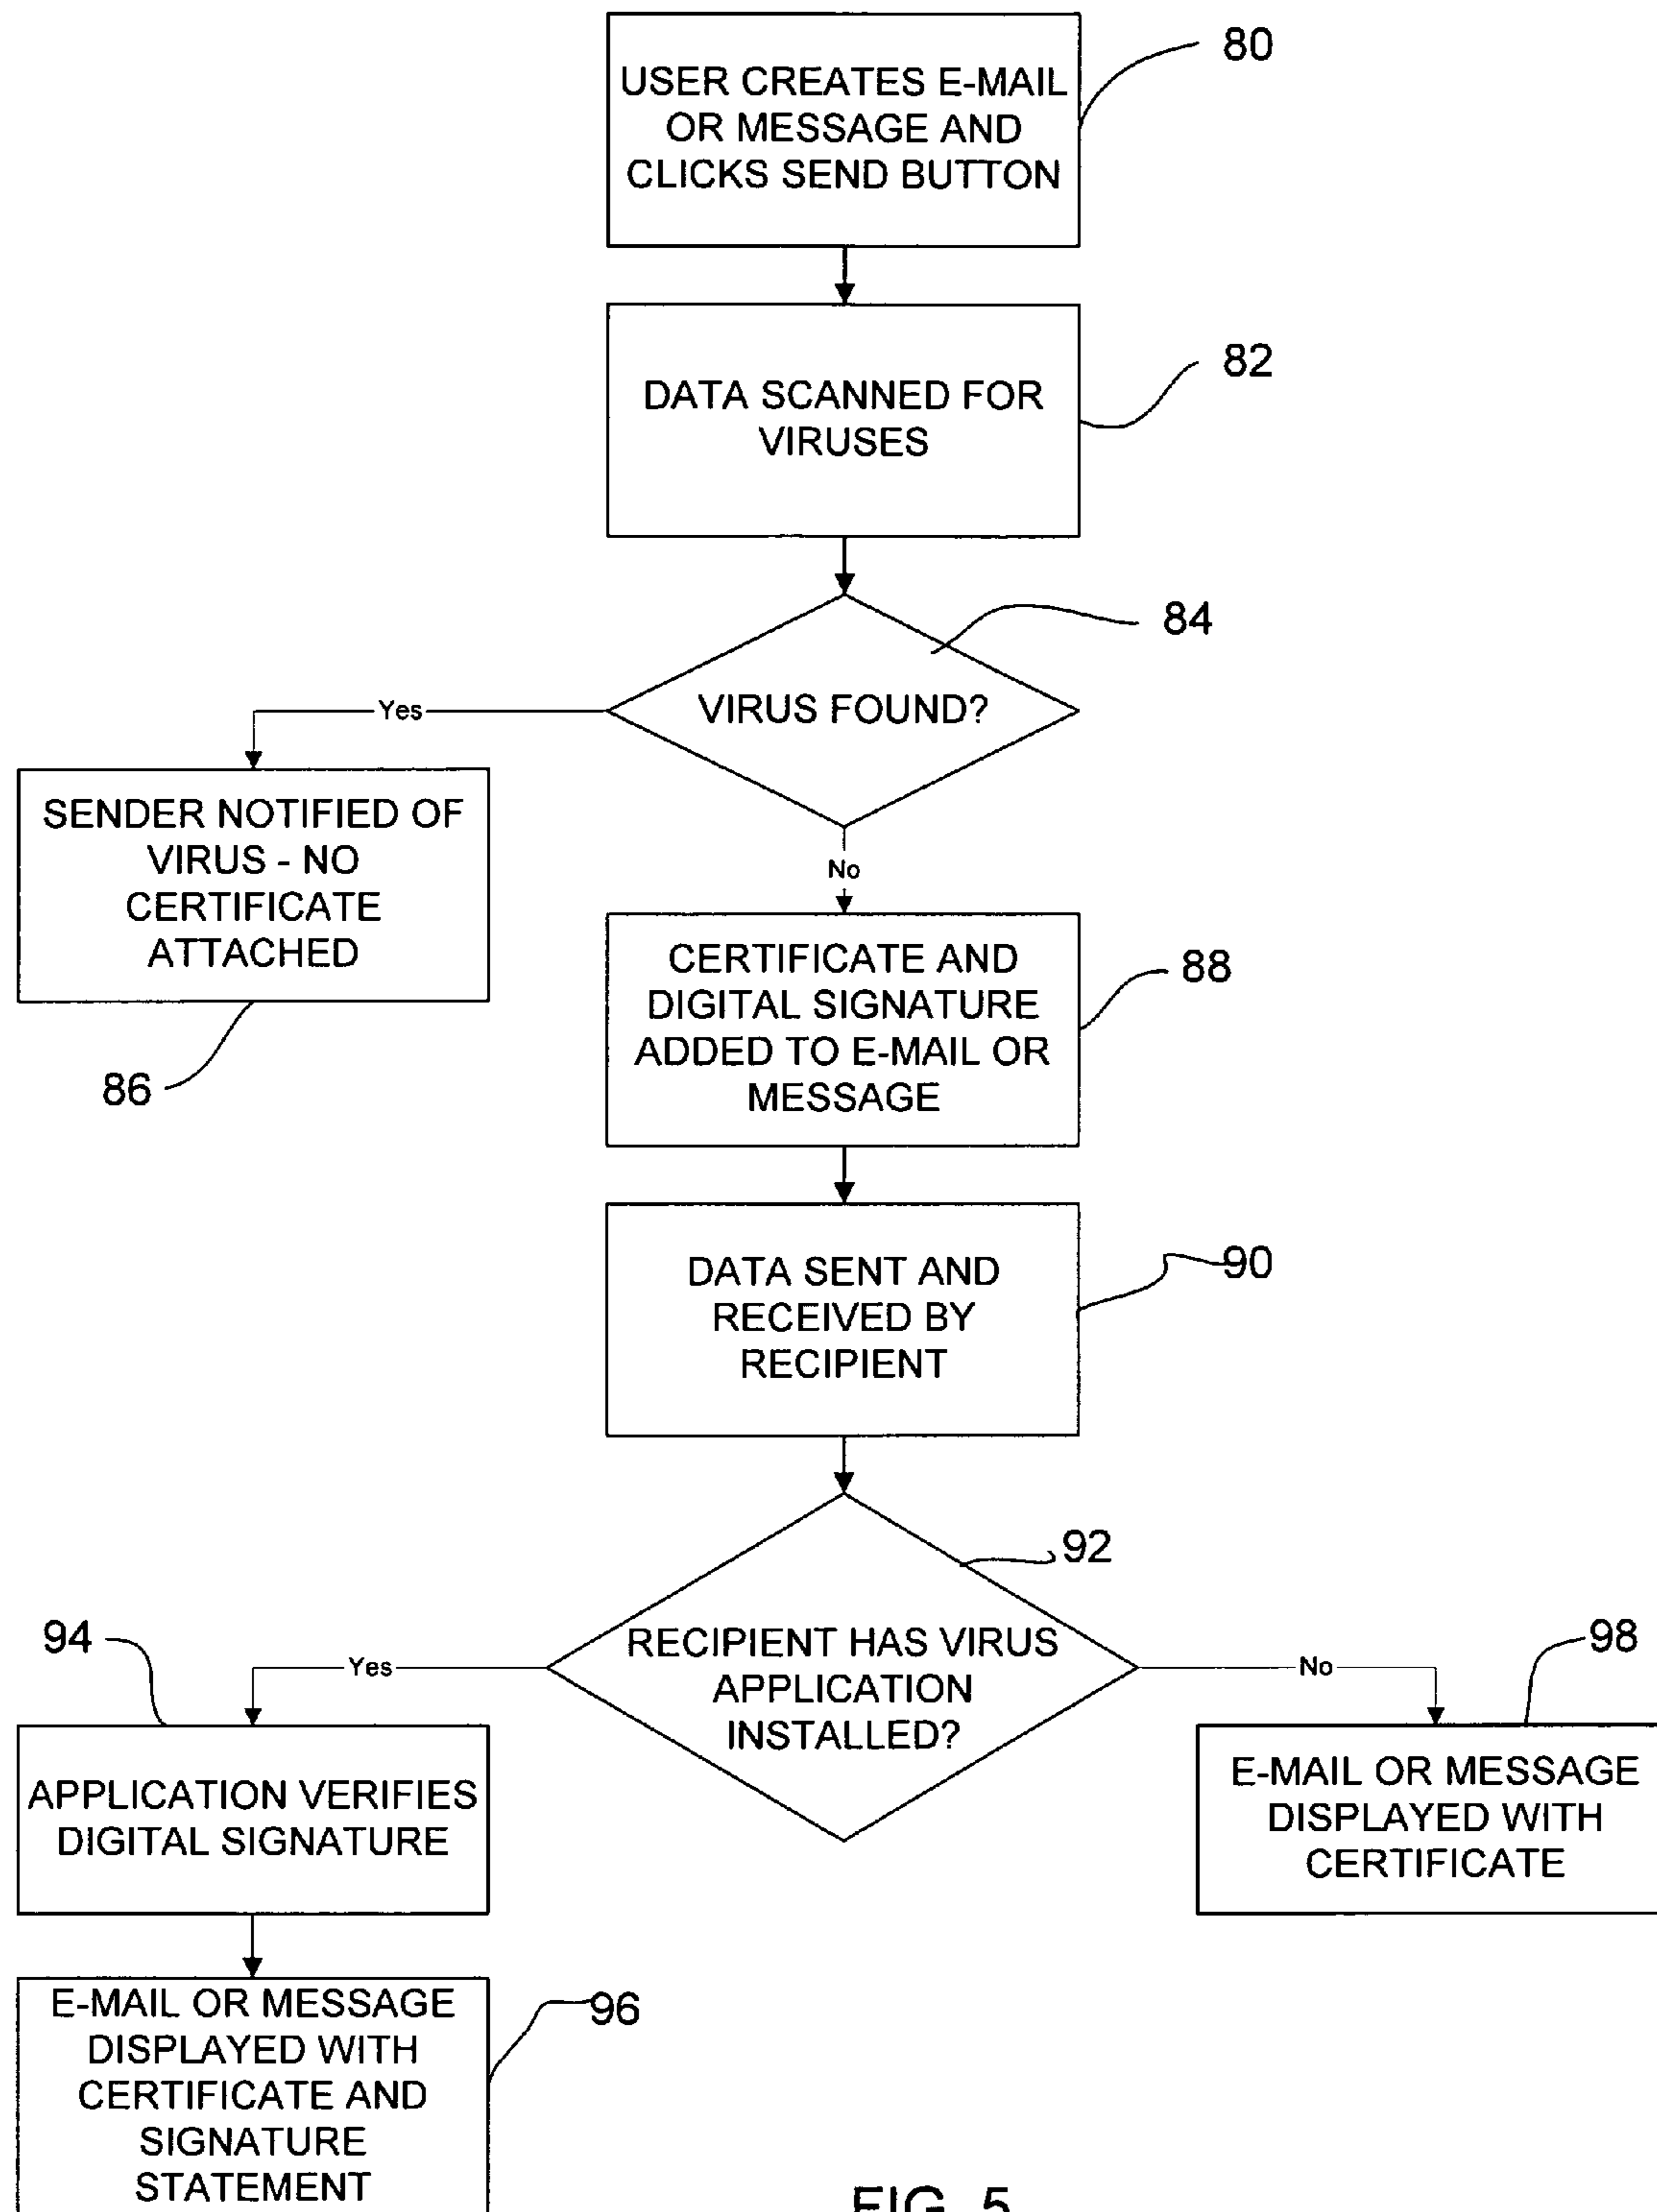 USER CREATES E-MAIL
OR MESSAGE AND
CLICKS SEND BUTTON
80
DATA SCANNED FOR
VIRUSES
82
84
VIRUS FOUND?
Yes
SENDER NOTIFIED OF
VIRUS - NO
CERTIFICATE
ATTACHED
86
No
CERTIFICATE AND
DIGITAL SIGNATURE
ADDED TO E-MAIL OR
MESSAGE
88
DATA SENT AND
RECEIVED BY
RECIPIENT
90
92
RECIPIENT HAS VIRUS
APPLICATION
INSTALLED?
94
Yes
No
98
APPLICATION VERIFIES
DIGITAL SIGNATURE
E-MAIL OR MESSAGE
DISPLAYED WITH
CERTIFICATE
E-MAIL OR MESSAGE
DISPLAYED WITH
CERTIFICATE AND
SIGNATURE
STATEMENT
96
FIG. 5